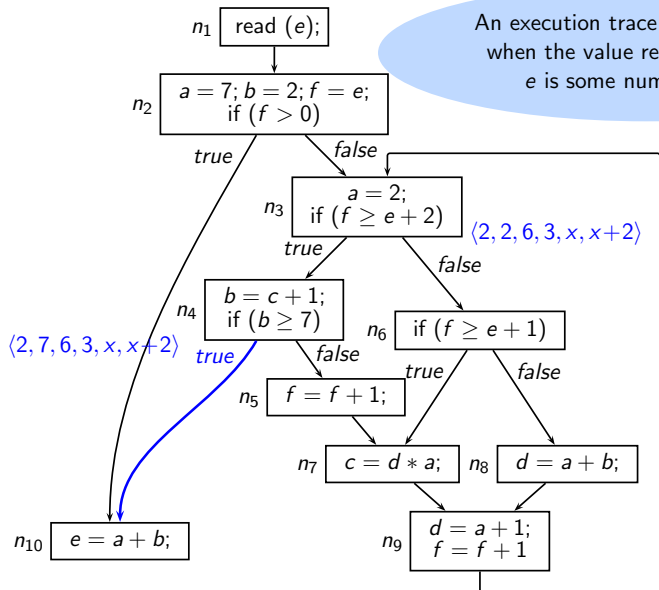 n1 read (e);
An execution trace
when the value re
e is some num
n2 a = 7; b = 2; f = e;
if (f > 0)
true
false
n3 a = 2;
if (f ≥ e + 2)
⟨2, 2, 6, 3, x, x+2⟩
true
false
n4 b = c + 1;
if (b ≥ 7)
n6 if (f ≥ e + 1)
⟨2, 7, 6, 3, x, x+2⟩
true
false
true
false
n5 f = f + 1;
n7 c = d * a;
n8 d = a + b;
n10 e = a + b;
n9 d = a + 1;
f = f + 1